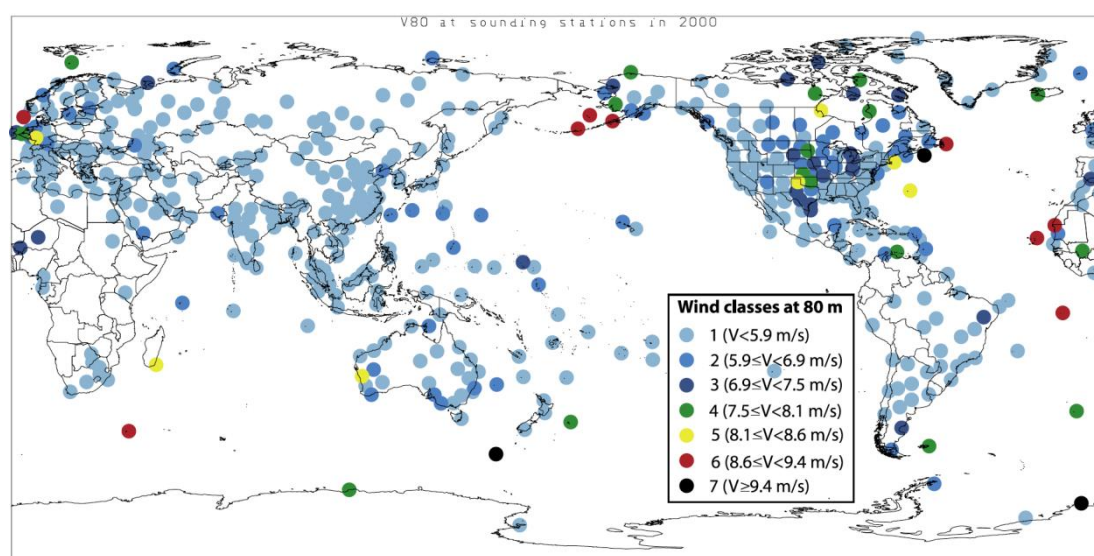 V80 at sounding stations in 2000
Wind classes at 80 m
1 (V<5.9 m/s)
2 (5.9≤V<6.9 m/s)
3 (6.9≤V<7.5 m/s)
4 (7.5≤V<8.1 m/s)
5 (8.1≤V<8.6 m/s)
6 (8.6≤V<9.4 m/s)
7 (V≥9.4 m/s)